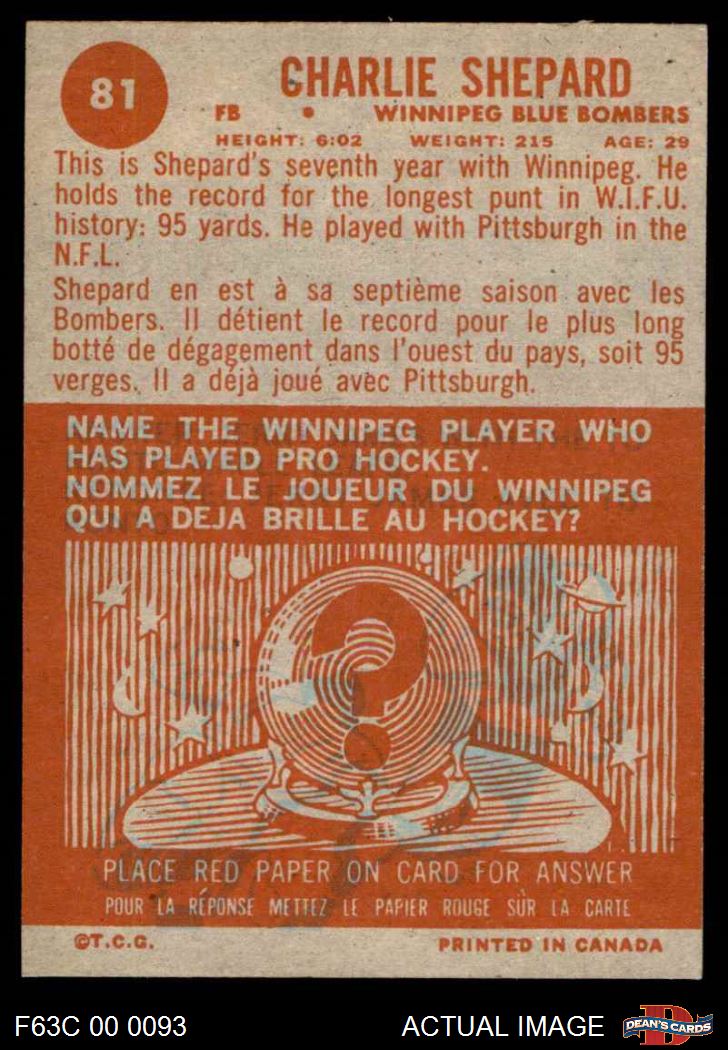 81
CHARLIE SHEPARD
FB • WINNIPEG BLUE BOMBERS
HEIGHT: 6:02 WEIGHT: 215 AGE: 29
This is Shepard's seventh year with Winnipeg. He
holds the record for the longest punt in W.I.F.U.
history: 95 yards. He played with Pittsburgh in the
N.F.L.
Shepard en est à sa septième saison avec les
Bombers. Il détient le record pour le plus long
botté de dégagement dans l'ouest du pays, soit 95
verges. Il a déjà joué avec Pittsburgh.
NAME THE WINNIPEG PLAYER WHO
HAS PLAYED PRO HOCKEY.
NOMMEZ LE JOUEUR DU WINNIPEG
QUI A DEJA BRILLE AU HOCKEY?
?
PLACE RED PAPER ON CARD FOR ANSWER
POUR LA RÉPONSE METTEZ LE PAPIER ROUGE SÛR LA CARTE
©T.C.G. PRINTED IN CANADA
F63C 00 0093 ACTUAL IMAGE D DEAN'S CARDS